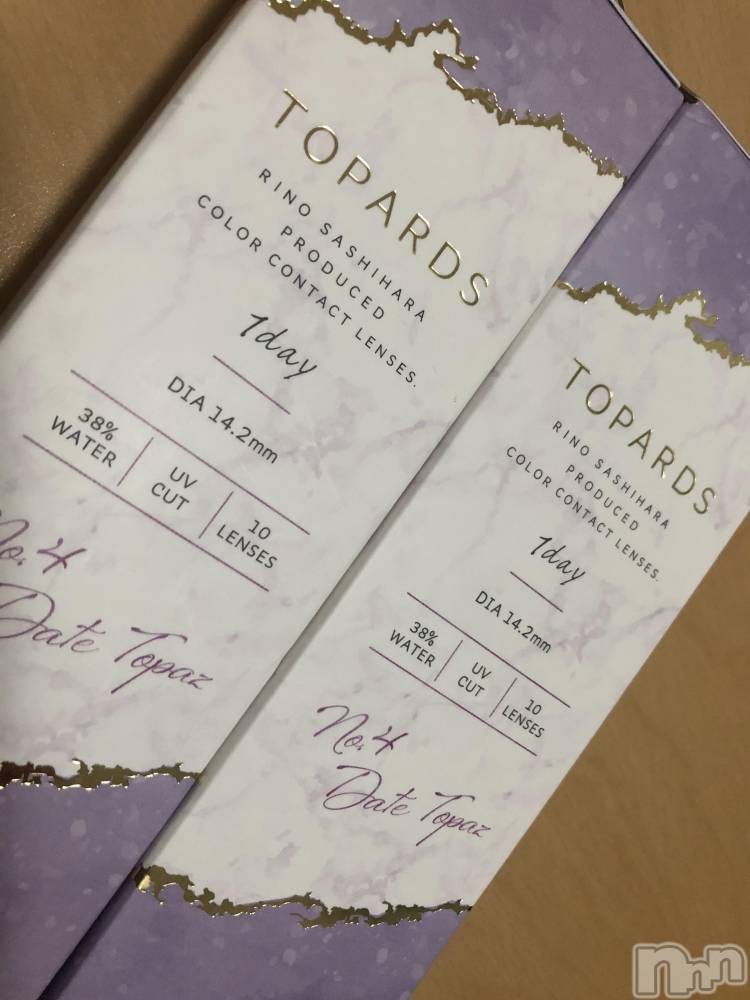 TOPARDS
RINO SASHIHARA
PRODUCED
COLOR CONTACT LENSES.
1day
DIA 14.2mm
38%
WATER
UV
CUT
10
LENSES
No.4
Date Topaz
TOPARDS
RINO SASHIHARA
PRODUCED
COLOR CONTACT LENSES.
1day
DIA 14.2mm
38%
WATER
UV
CUT
10
LENSES
No.4
Date Topaz
nnn